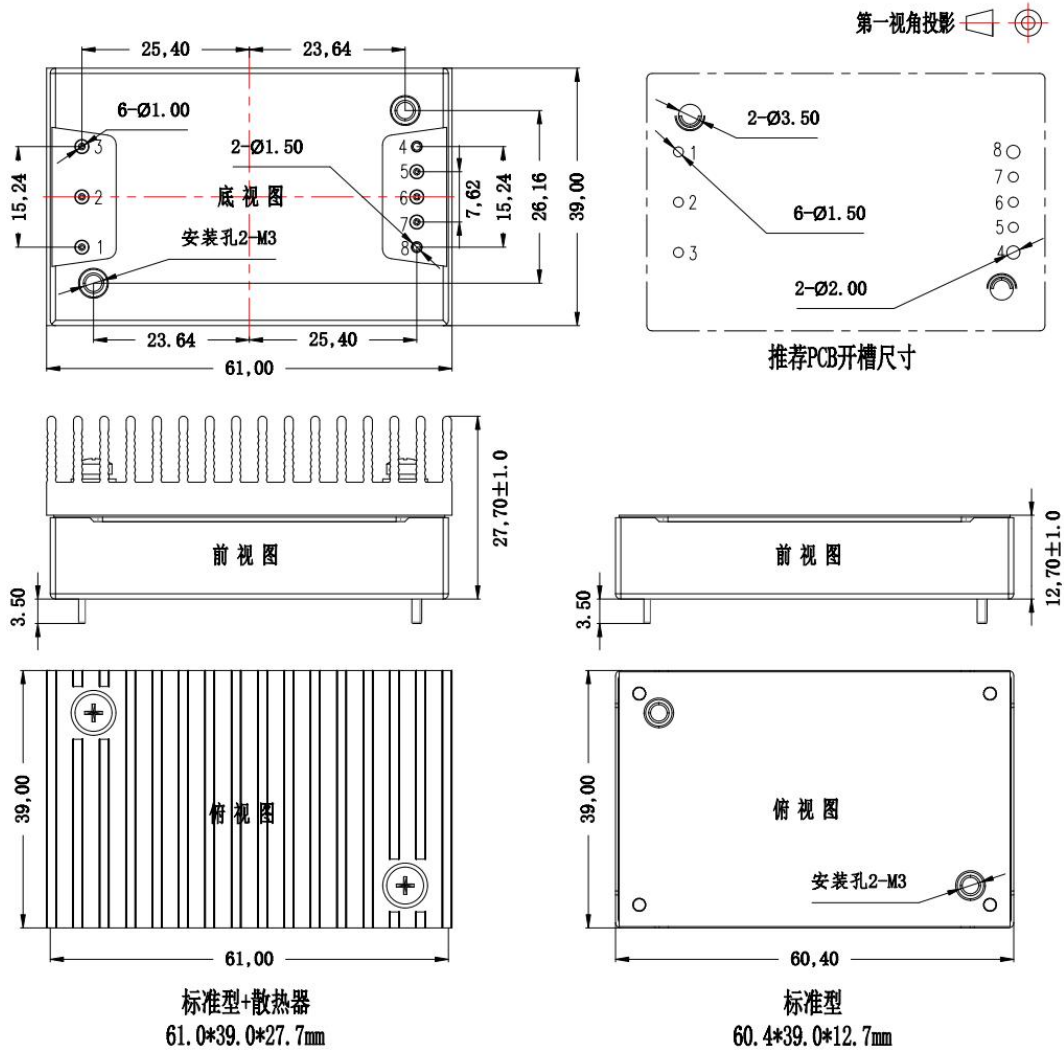 第一视角投影
25,40
23,64
6-Ø1.00
2-Ø1.50
3
2
1
4
5
6
7
8
15,24
底视图
安装孔2-M3
7,62
15,24
26,16
39,00
23.64
25,40
61,00
2-Ø3.50
1
2
3
8
7
6
5
4
6-Ø1.50
2-Ø2.00
推荐PCB开槽尺寸
前视图
27,70±1.0
3.50
前视图
12,70±1.0
3.50
39,00
俯视图
61,00
标准型+散热器
61.0*39.0*27.7mm
39,00
俯视图
安装孔2-M3
60,40
标准型
60.4*39.0*12.7mm